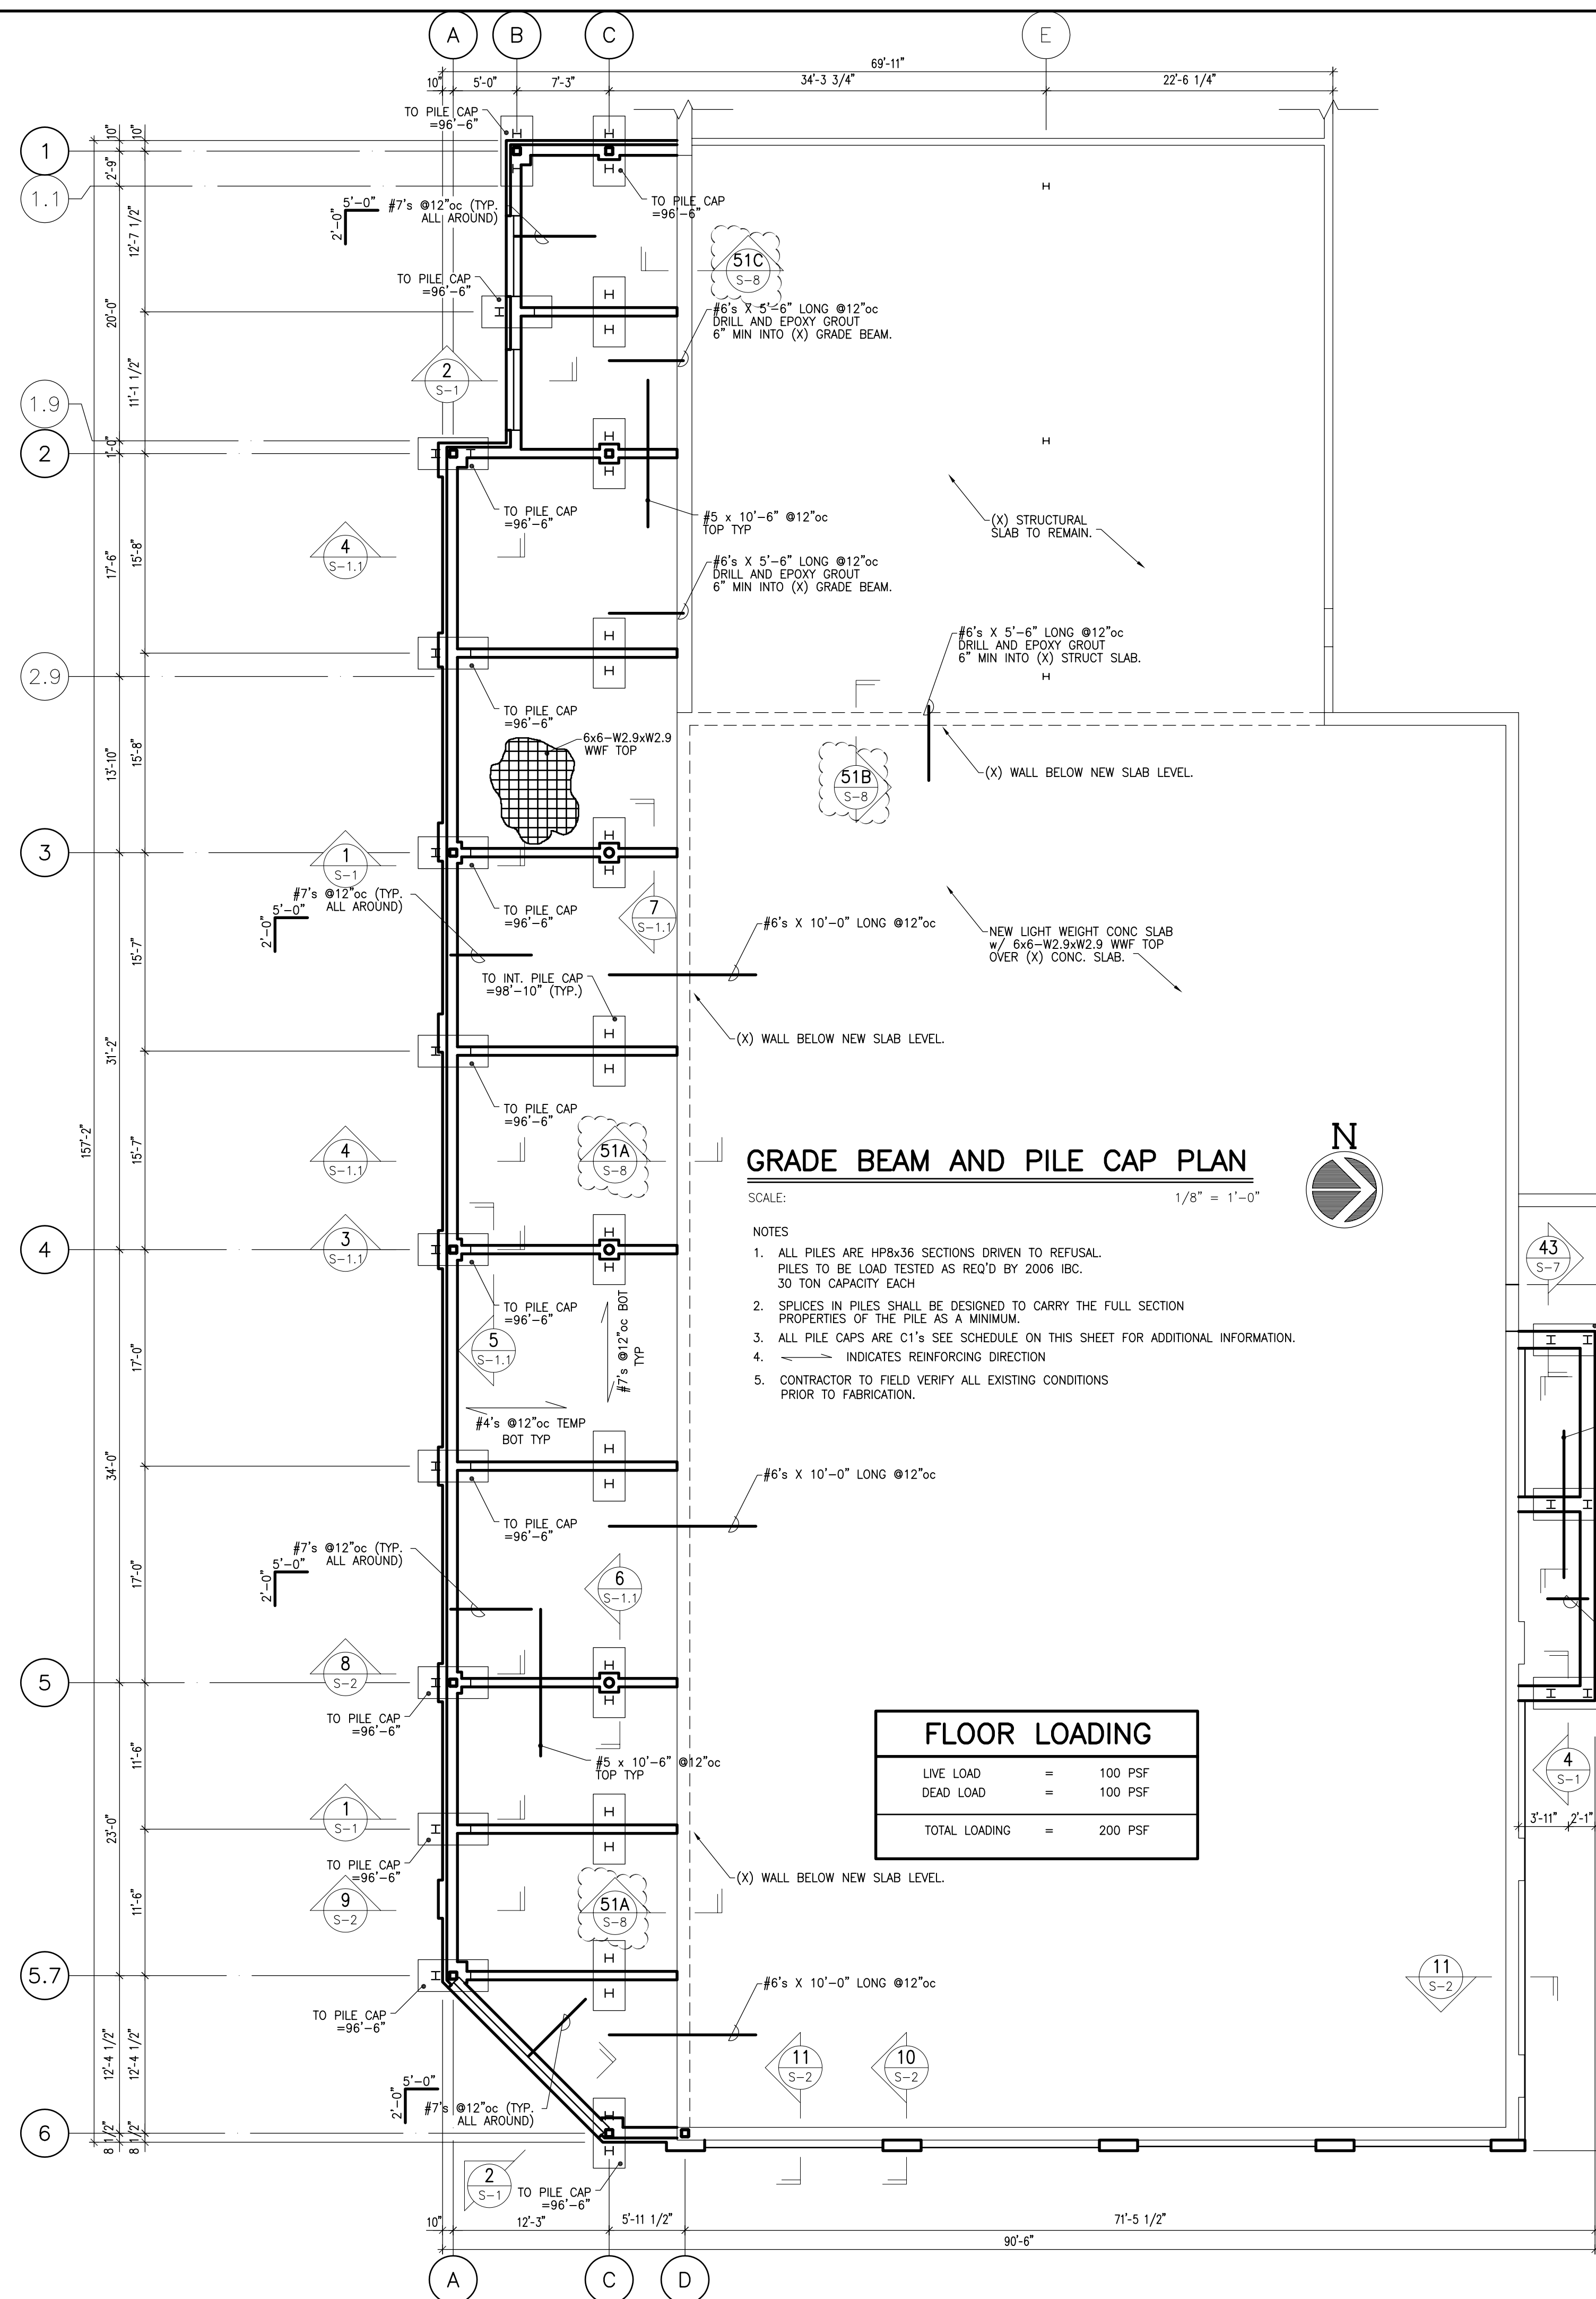 A
B
C
E
69'-11"
10"
5'-0"
7'-3"
34'-3 3/4"
22'-6 1/4"
TO PILE CAP
=96'-6"
1
10"
10"
2'-9"
1.1
TO PILE CAP
=96'-6"
5'-0"
2'-0"
#7's @12"oc (TYP.
ALL AROUND)
12'-7 1/2"
51C
S-8
TO PILE CAP
=96'-6"
20'-0"
#6's X 5'-6" LONG @12"oc
DRILL AND EPOXY GROUT
6" MIN INTO (X) GRADE BEAM.
11'-1 1/2"
2
S-1
1.9
2
1'-0"
TO PILE CAP
=96'-6"
#5 x 10'-6" @12"oc
TOP TYP
(X) STRUCTURAL
SLAB TO REMAIN.
4
S-1.1
17'-6"
15'-8"
#6's X 5'-6" LONG @12"oc
DRILL AND EPOXY GROUT
6" MIN INTO (X) GRADE BEAM.
#6's X 5'-6" LONG @12"oc
DRILL AND EPOXY GROUT
6" MIN INTO (X) STRUCT SLAB.
2.9
TO PILE CAP
=96'-6"
6x6-W2.9xW2.9
WWF TOP
13'-10"
15'-8"
51B
S-8
(X) WALL BELOW NEW SLAB LEVEL.
3
1
S-1
#7's @12"oc (TYP.
ALL AROUND)
5'-0"
2'-0"
TO PILE CAP
=96'-6"
7
S-1.1
#6's X 10'-0" LONG @12"oc
NEW LIGHT WEIGHT CONC SLAB
w/ 6x6-W2.9xW2.9 WWF TOP
OVER (X) CONC. SLAB.
15'-7"
TO INT. PILE CAP
=98'-10" (TYP.)
(X) WALL BELOW NEW SLAB LEVEL.
31'-2"
TO PILE CAP
=96'-6"
157'-2"
15'-7"
4
S-1.1
51A
S-8
GRADE BEAM AND PILE CAP PLAN
SCALE:
1/8" = 1'-0"
N
NOTES
1. ALL PILES ARE HP8x36 SECTIONS DRIVEN TO REFUSAL.
PILES TO BE LOAD TESTED AS REQ'D BY 2006 IBC.
30 TON CAPACITY EACH
2. SPLICES IN PILES SHALL BE DESIGNED TO CARRY THE FULL SECTION
PROPERTIES OF THE PILE AS A MINIMUM.
3. ALL PILE CAPS ARE C1's SEE SCHEDULE ON THIS SHEET FOR ADDITIONAL INFORMATION.
4. INDICATES REINFORCING DIRECTION
5. CONTRACTOR TO FIELD VERIFY ALL EXISTING CONDITIONS
PRIOR TO FABRICATION.
4
3
S-1.1
43
S-7
TO PILE CAP
=96'-6"
5
S-1.1
#7's @12"oc BOT
TYP
17'-0"
#4's @12"oc TEMP
BOT TYP
34'-0"
#6's X 10'-0" LONG @12"oc
TO PILE CAP
=96'-6"
#7's @12"oc (TYP.
ALL AROUND)
5'-0"
2'-0"
17'-0"
6
S-1.1
5
8
S-2
TO PILE CAP
=96'-6"
#5 x 10'-6" @12"oc
TOP TYP
11'-6"
FLOOR LOADING
LIVE LOAD = 100 PSF
DEAD LOAD = 100 PSF
TOTAL LOADING = 200 PSF
4
S-1
3'-11"
2'-1"
23'-0"
1
S-1
TO PILE CAP
=96'-6"
(X) WALL BELOW NEW SLAB LEVEL.
11'-6"
9
S-2
51A
S-8
5.7
TO PILE CAP
=96'-6"
#6's X 10'-0" LONG @12"oc
11
S-2
12'-4 1/2"
12'-4 1/2"
11
S-2
10
S-2
5'-0"
2'-0"
#7's @12"oc (TYP.
ALL AROUND)
6
8 1/2"
8 1/2"
2
S-1
TO PILE CAP
=96'-6"
10"
12'-3"
5'-11 1/2"
71'-5 1/2"
90'-6"
A
C
D